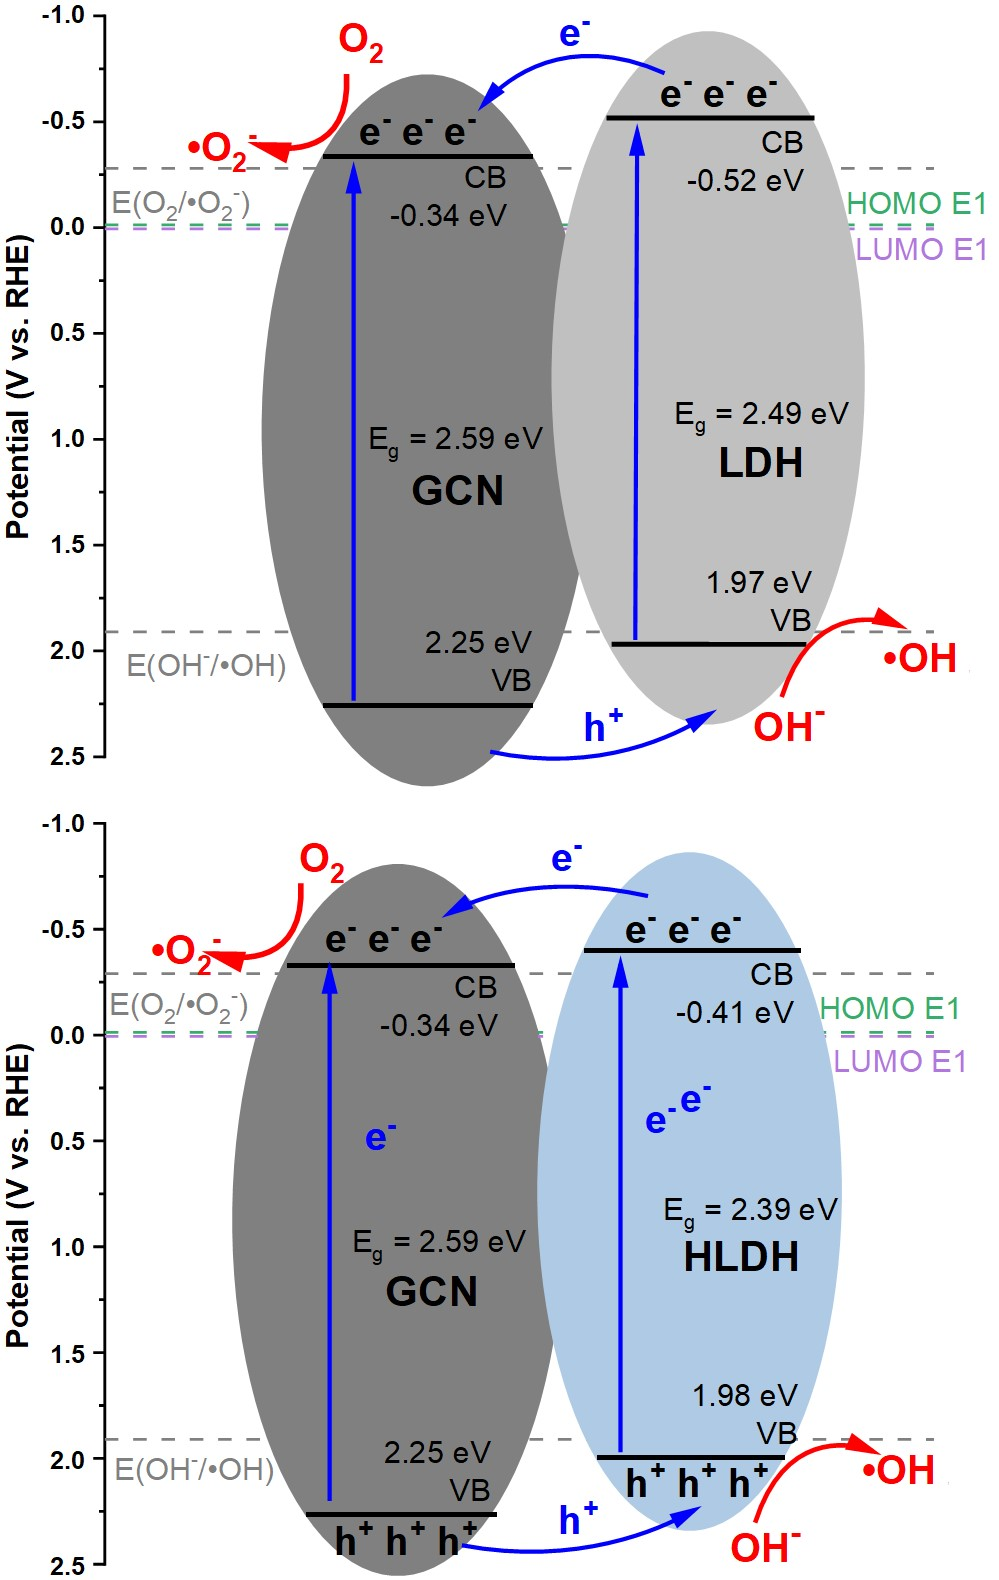 Potential (V vs. RHE)
-1.0
-0.5
0.0
0.5
1.0
1.5
2.0
2.5
O₂
•O₂⁻
e⁻
e⁻ e⁻ e⁻
e⁻ e⁻ e⁻
CB
-0.34 eV
CB
-0.52 eV
E(O₂/•O₂⁻)
HOMO E1
LUMO E1
E_g = 2.59 eV
GCN
E_g = 2.49 eV
LDH
2.25 eV
VB
1.97 eV
VB
E(OH⁻/•OH)
•OH
OH⁻
h⁺
Potential (V vs. RHE)
-1.0
-0.5
0.0
0.5
1.0
1.5
2.0
2.5
O₂
•O₂⁻
e⁻
e⁻ e⁻ e⁻
e⁻ e⁻ e⁻
CB
-0.34 eV
CB
-0.41 eV
E(O₂/•O₂⁻)
HOMO E1
LUMO E1
e⁻
e⁻ e⁻
E_g = 2.59 eV
GCN
E_g = 2.39 eV
HLDH
2.25 eV
VB
1.98 eV
VB
E(OH⁻/•OH)
h⁺ h⁺ h⁺
h⁺ h⁺ h⁺
•OH
OH⁻
h⁺